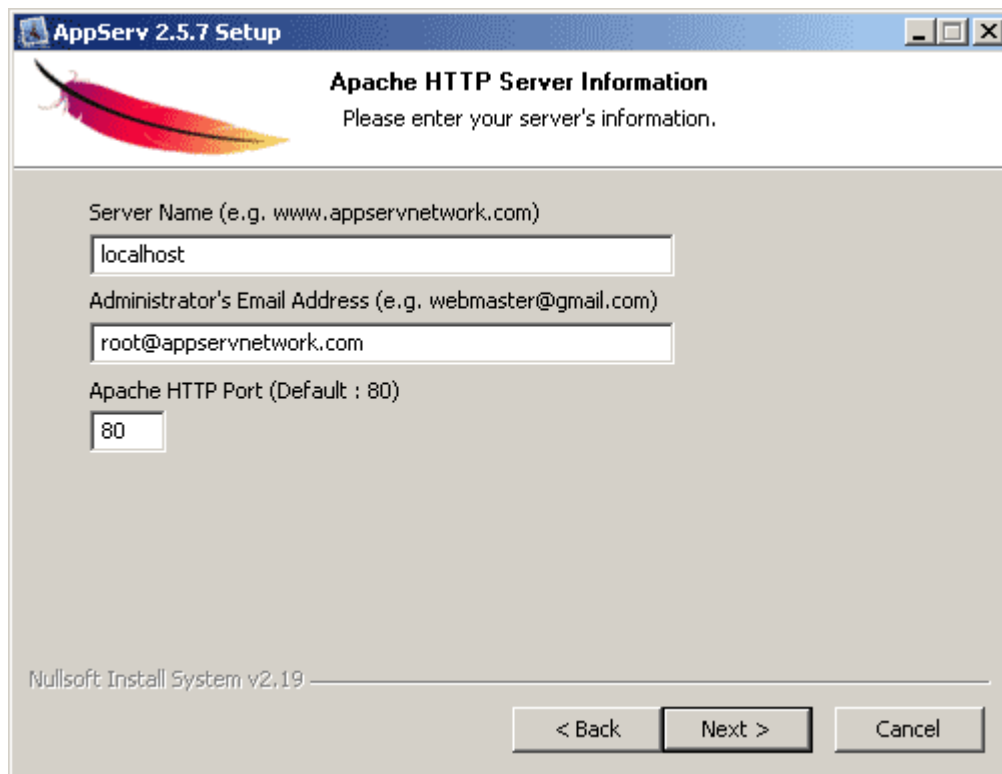 AppServ 2.5.7 Setup
Apache HTTP Server Information
Please enter your server's information.
Server Name (e.g. www.appservnetwork.com)
localhost
Administrator's Email Address (e.g. webmaster@gmail.com)
root@appservnetwork.com
Apache HTTP Port (Default : 80)
80
Nullsoft Install System v2.19
< Back Next > Cancel